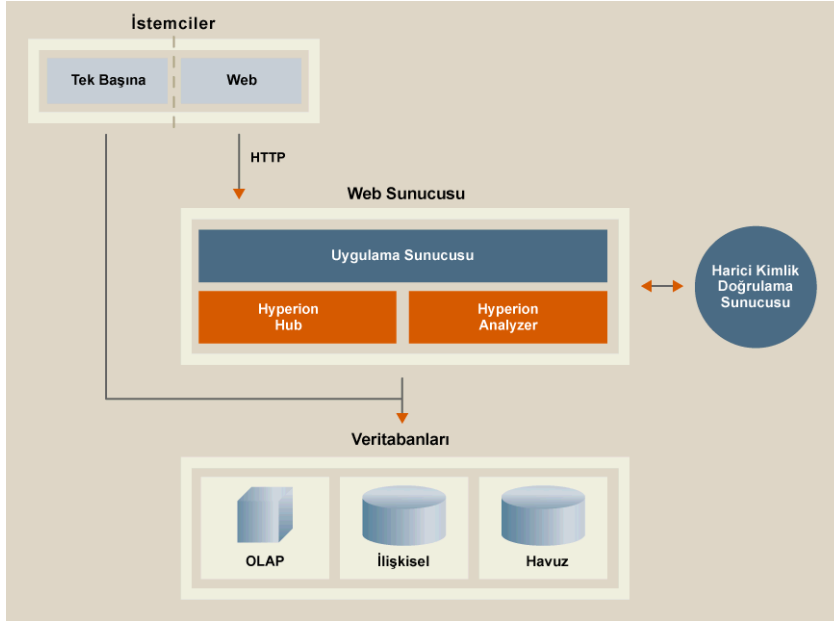 İstemciler
Tek Başına
Web
HTTP
Web Sunucusu
Uygulama Sunucusu
Hyperion
Hub
Hyperion
Analyzer
Harici Kimlik
Doğrulama
Sunucusu
Veritabanları
OLAP
İlişkisel
Havuz